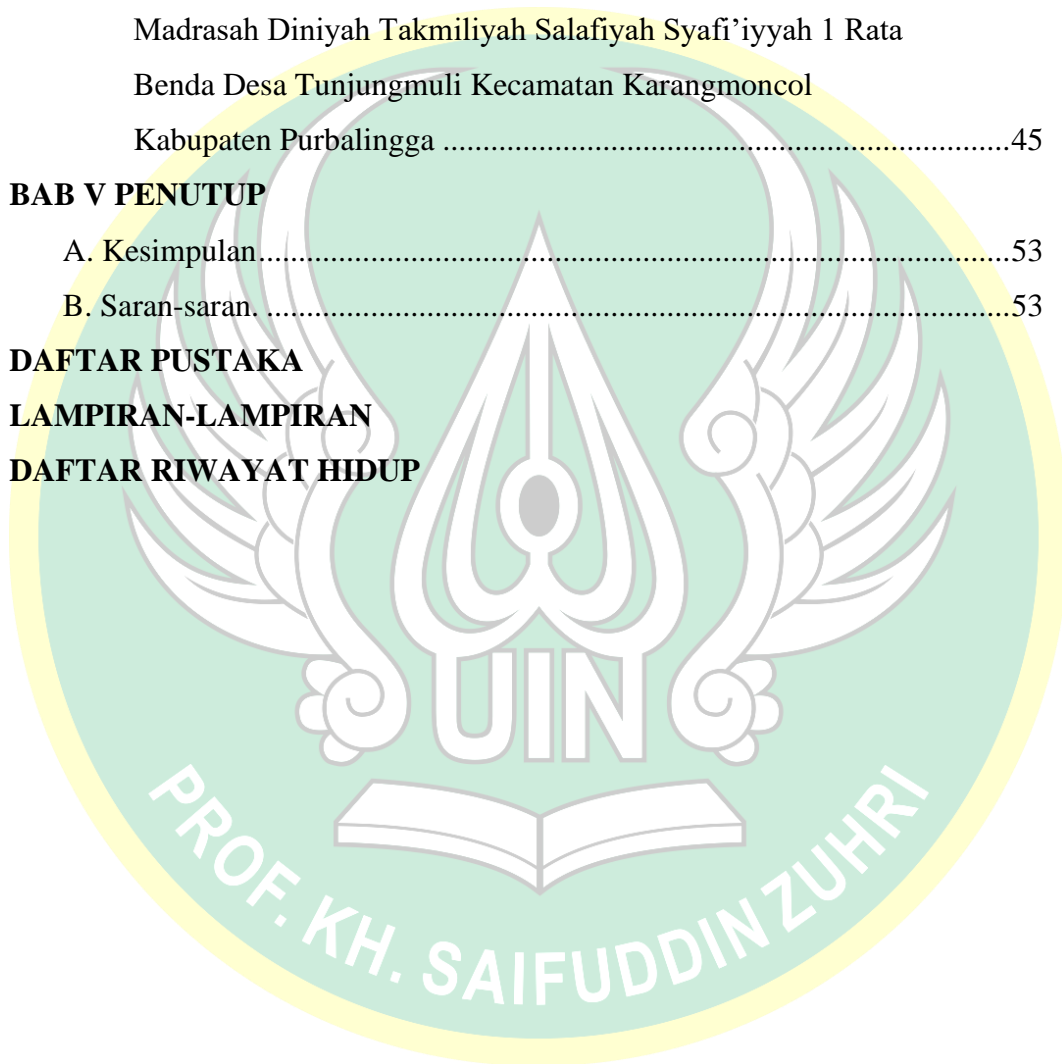 Madrasah Diniyah Takmiliyah Salafiyah Syafi’iyyah 1 Rata
Benda Desa Tunjungmuli Kecamatan Karangmoncol
Kabupaten Purbalingga ........................................................................45
BAB V PENUTUP
A. Kesimpulan................................................................................................53
B. Saran-saran. ...............................................................................................53
DAFTAR PUSTAKA
LAMPIRAN-LAMPIRAN
DAFTAR RIWAYAT HIDUP
UIN
PROF. KH. SAIFUDDIN ZUHRI